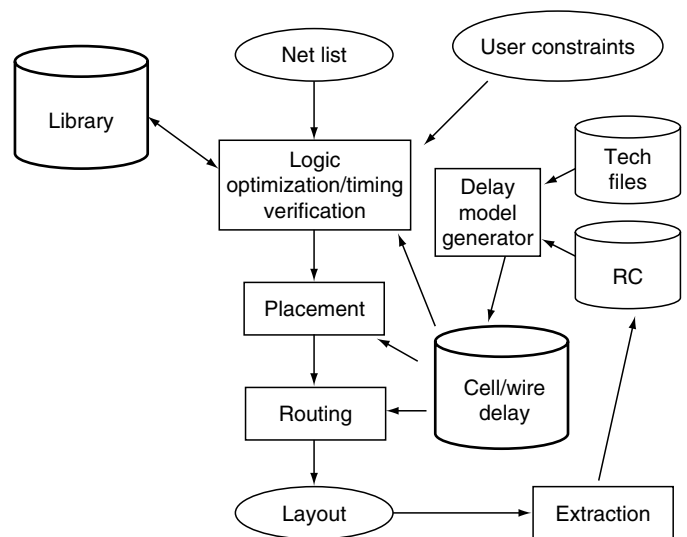 Net list
User constraints
Library
Logic
optimization/timing
verification
Tech
files
Delay
model
generator
RC
Placement
Cell/wire
delay
Routing
Layout
Extraction